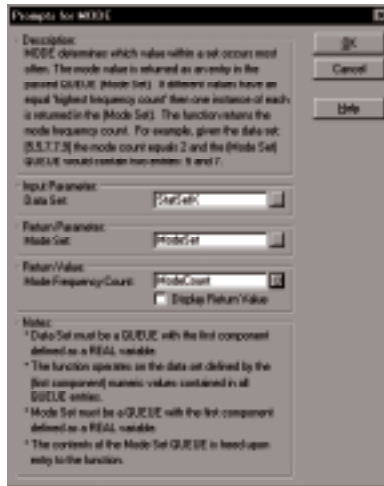 Prompts for MODE
Description:
MODE determines which value within a set occurs most
often. The mode value is returned as an entry in the
passed QUEUE (Mode Set). If different values have an
equal 'highest frequency count' then one instance of each
is returned in the (Mode Set). The function returns the
mode frequency count. For example, given the data set:
[5,5,7,7,9] the mode count equals 2 and the (Mode Set)
QUEUE would contain two entries: 5 and 7.
OK
Cancel
Help
Input Parameter:
Data Set:
StatSetX
Return Parameter:
Mode Set:
ModeSet
Return Value:
Mode Frequency Count:
ModeCount
Display Return Value
Notes:
* Data Set must be a QUEUE with the first component
defined as a REAL variable.
* The function operates on the data set defined by the
(first component) numeric values contained in all
QUEUE entries.
* Mode Set must be a QUEUE with the first component
defined as a REAL variable.
* The contents of the Mode Set QUEUE is freed upon
entry to the function.